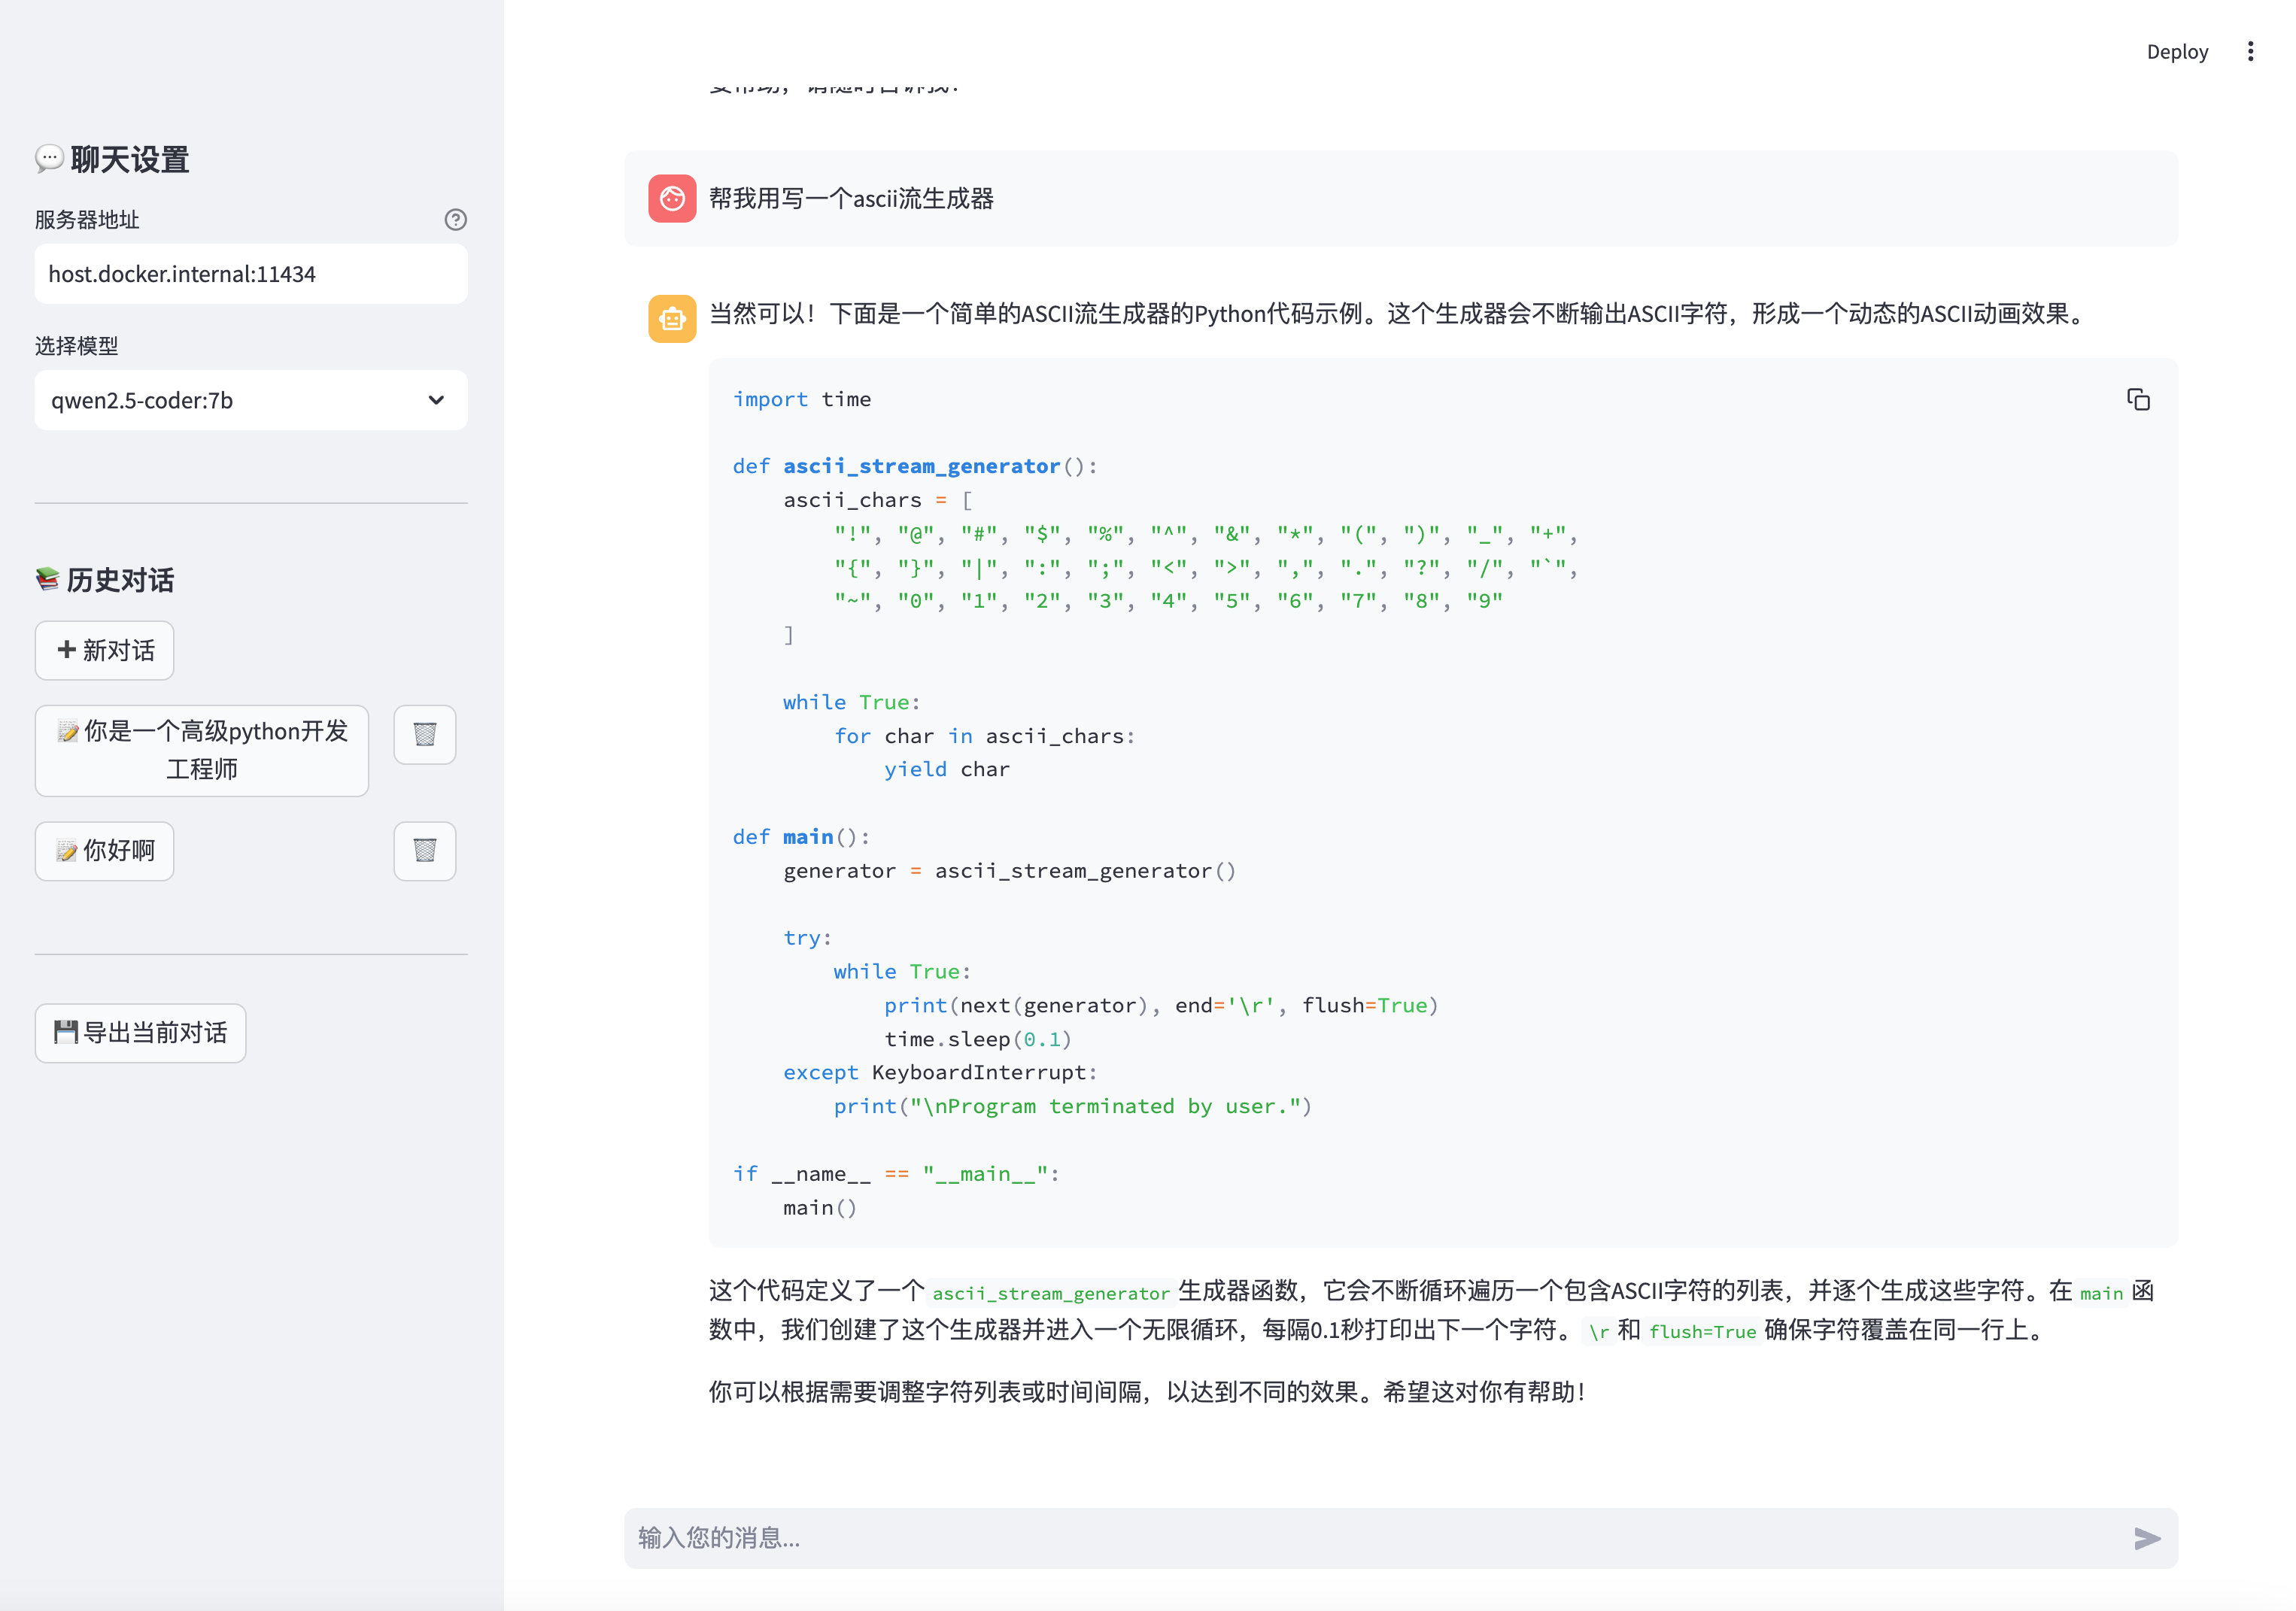 Deploy
💬 聊天设置
服务器地址
host.docker.internal:11434
选择模型
qwen2.5-coder:7b
📚 历史对话
➕ 新对话
📝 你是一个高级python开发
工程师
📝 你好啊
💾 导出当前对话
帮我用写一个ascii流生成器
当然可以！下面是一个简单的ASCII流生成器的Python代码示例。这个生成器会不断输出ASCII字符，形成一个动态的ASCII动画效果。
import time
def ascii_stream_generator():
    ascii_chars = [
        "!", "@", "#", "$", "%", "^", "&", "*", "(", ")", "_", "+",
        "{", "}", "|", ":", ";", "<", ">", ",", ".", "?", "/", "`",
        "~", "0", "1", "2", "3", "4", "5", "6", "7", "8", "9"
    ]
    while True:
        for char in ascii_chars:
            yield char
def main():
    generator = ascii_stream_generator()
    try:
        while True:
            print(next(generator), end='\r', flush=True)
            time.sleep(0.1)
    except KeyboardInterrupt:
        print("\nProgram terminated by user.")
if __name__ == "__main__":
    main()
这个代码定义了一个 ascii_stream_generator 生成器函数，它会不断循环遍历一个包含ASCII字符的列表，并逐个生成这些字符。在 main 函
数中，我们创建了这个生成器并进入一个无限循环，每隔0.1秒打印出下一个字符。 \r 和 flush=True 确保字符覆盖在同一行上。
你可以根据需要调整字符列表或时间间隔，以达到不同的效果。希望这对你有帮助！
输入您的消息...